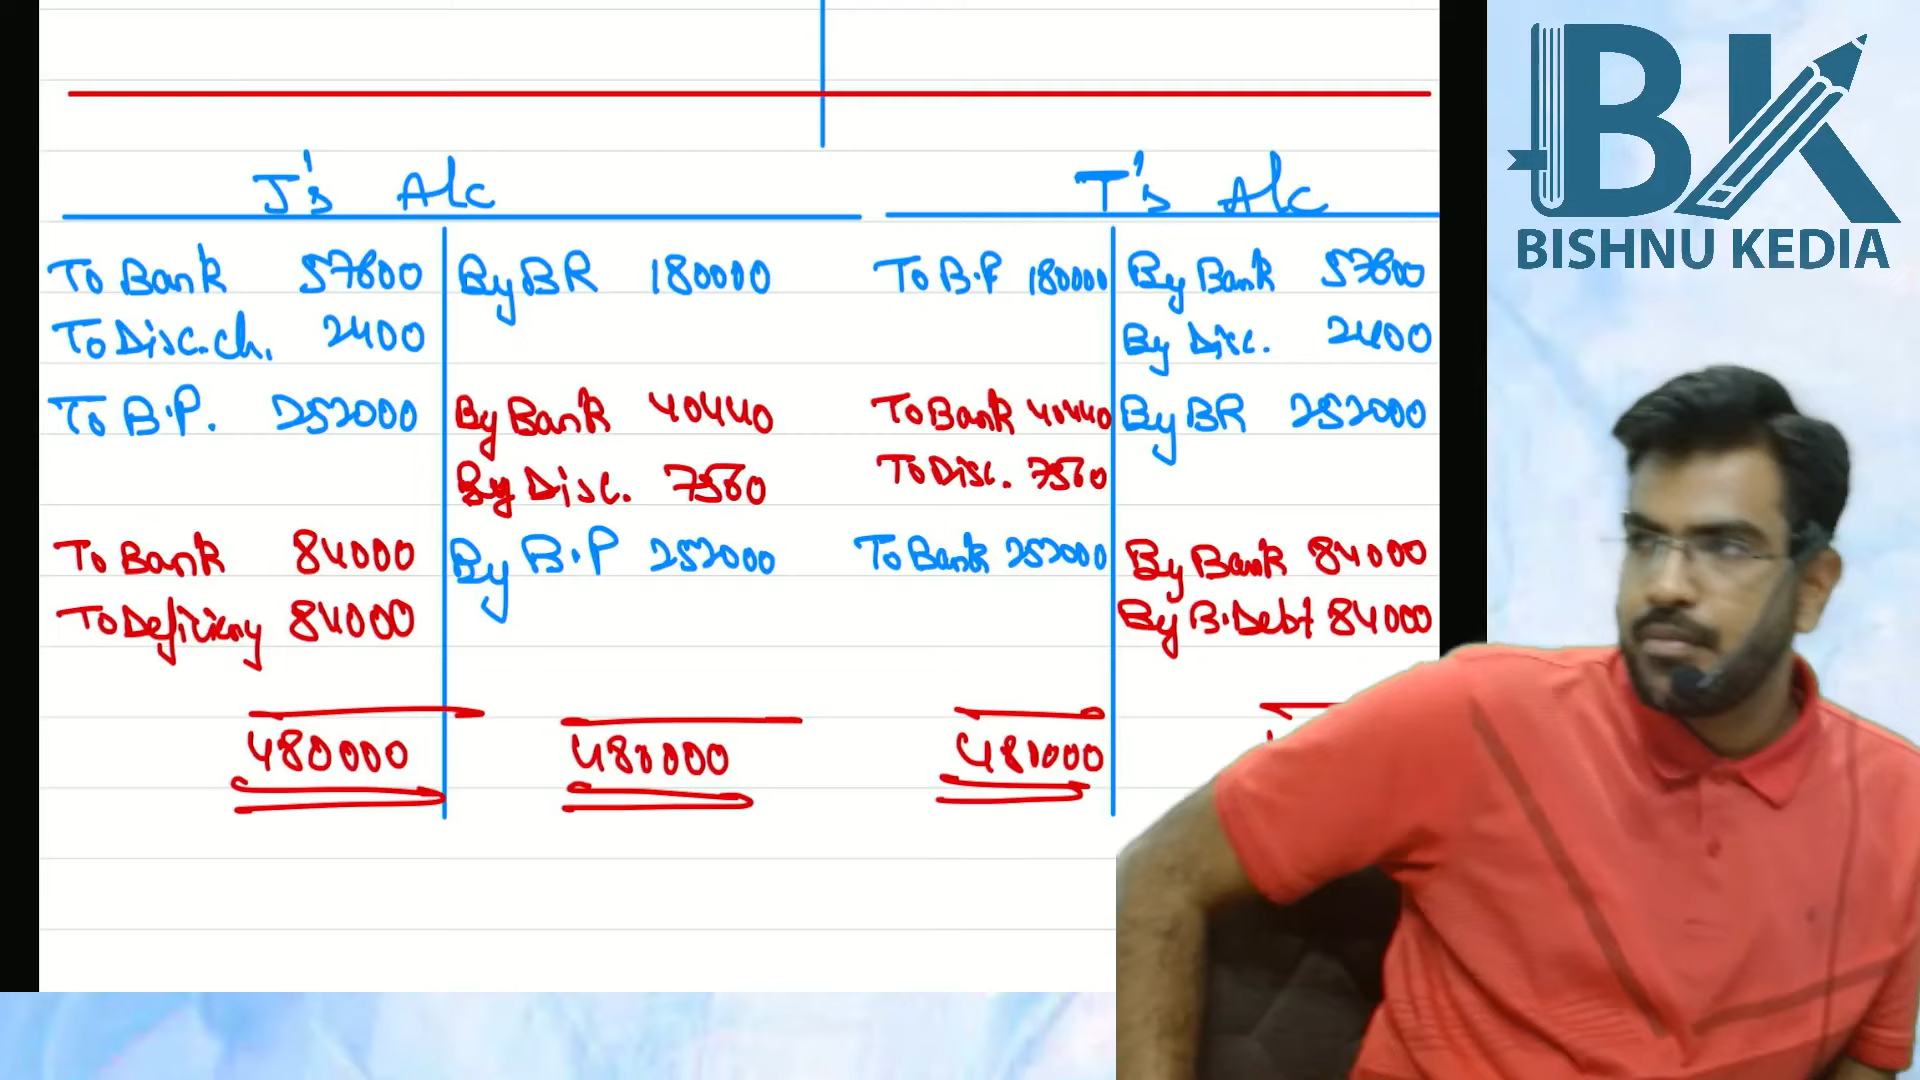 BK
BISHNU KEDIA
J's A/c
To Bank 57600 By BR 180000
To Disc. ch. 2400
To B.P. 252000 By Bank 40440
By Disc. 7560
To Bank 84000 By B.P 252000
To Deficiency 84000
480000 480000
T's A/c
To B.P 180000 By Bank 57600
By Disc. 2400
To Bank 40440 By BR 252000
To Disc. 7560
To Bank 252000 By Bank 84000
By B.Debt 84000
480000